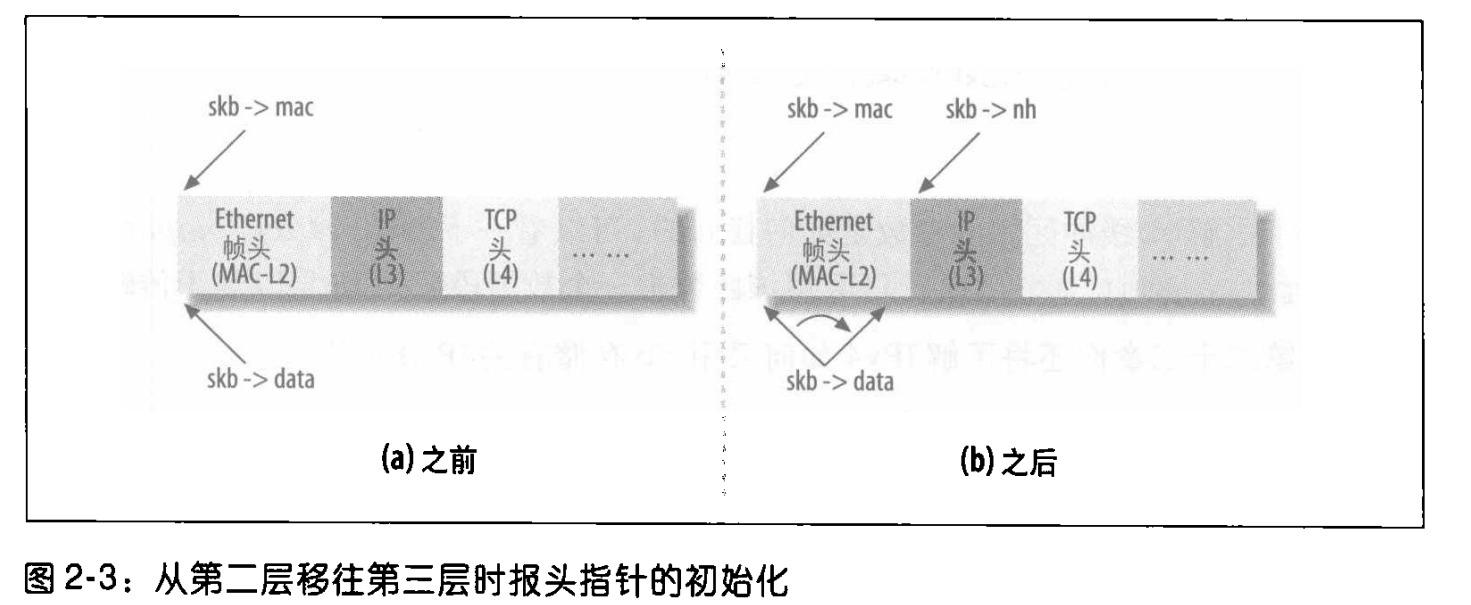 skb -> mac
Ethernet
帧头
(MAC-L2)
IP
头
(L3)
TCP
头
(L4)
... ...
skb -> data
(a) 之前
skb -> mac
skb -> nh
Ethernet
帧头
(MAC-L2)
IP
头
(L3)
TCP
头
(L4)
... ...
skb -> data
(b) 之后
图 2-3：从第二层移往第三层时报头指针的初始化